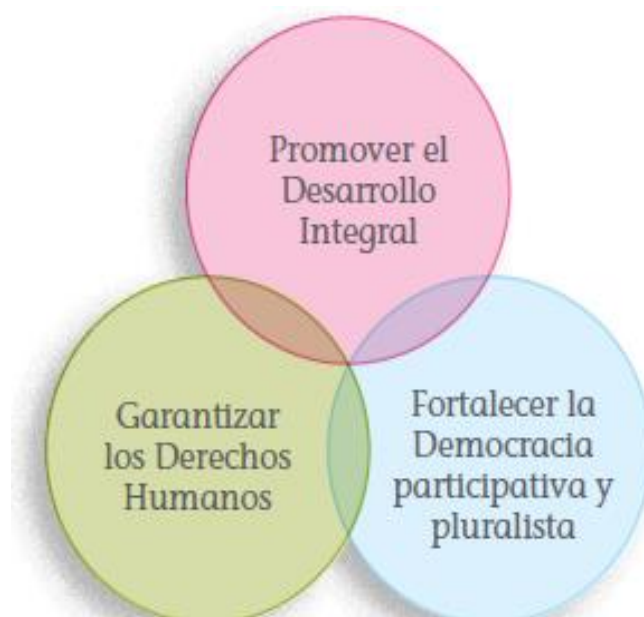 Promover el
Desarrollo
Integral
Garantizar
los Derechos
Humanos
Fortalecer la
Democracia
participativa y
pluralista